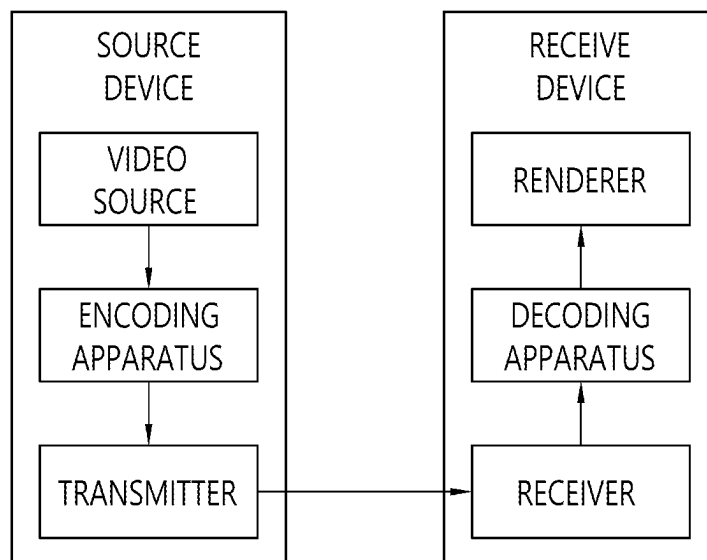 SOURCE
DEVICE
VIDEO
SOURCE
ENCODING
APPARATUS
TRANSMITTER
RECEIVE
DEVICE
RENDERER
DECODING
APPARATUS
RECEIVER